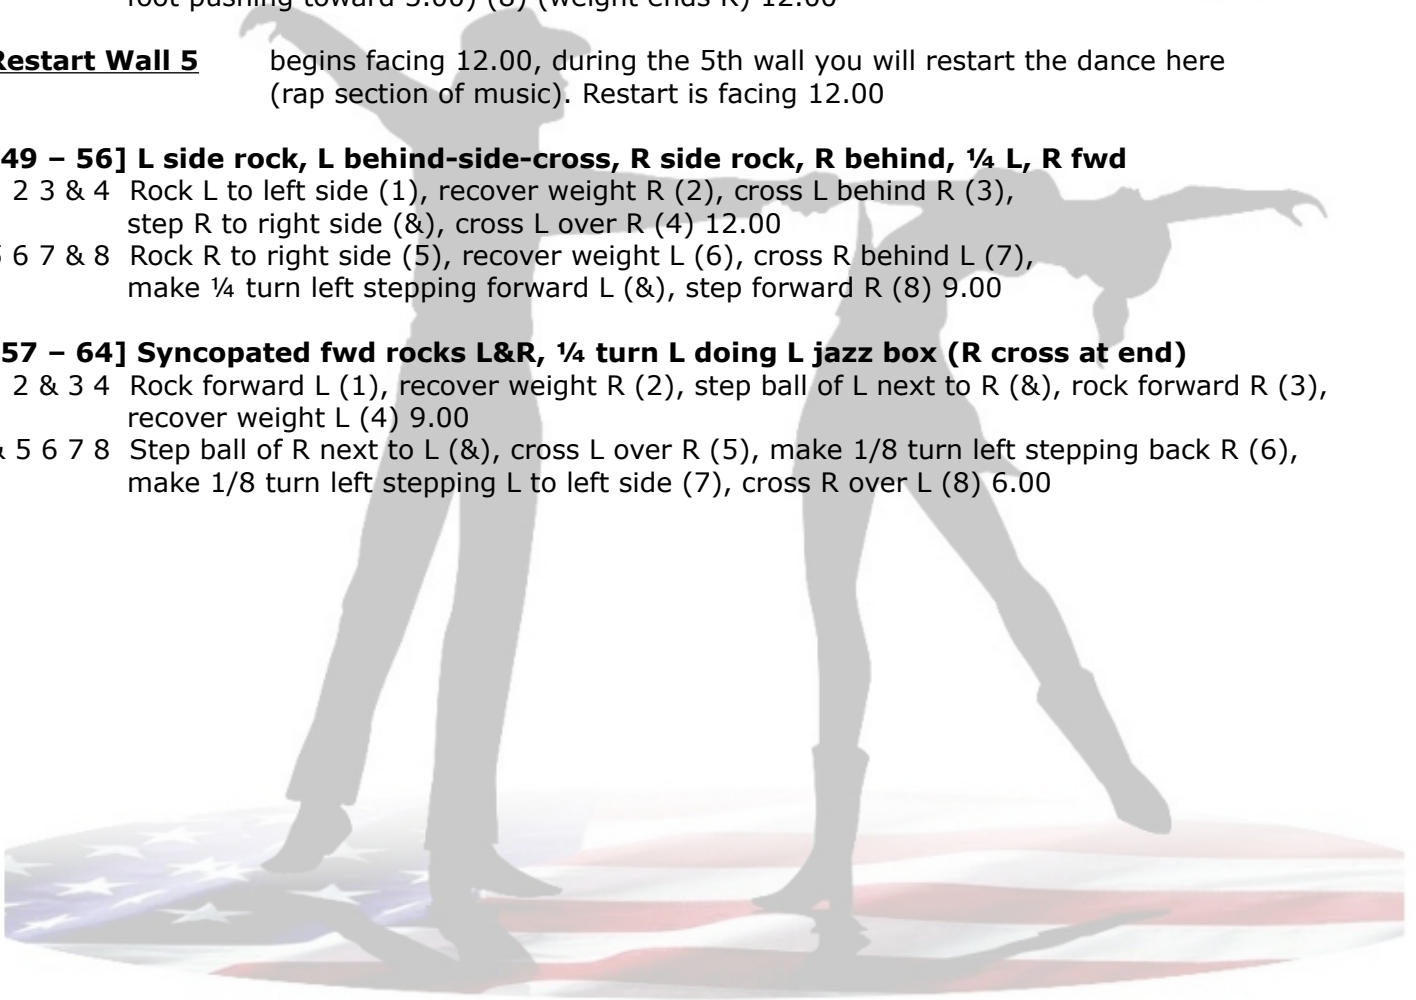 foot pushing toward 3.00) (8) (weight ends R) 12.00
Restart Wall 5 begins facing 12.00, during the 5th wall you will restart the dance here
(rap section of music). Restart is facing 12.00
49 – 56] L side rock, L behind-side-cross, R side rock, R behind, ¼ L, R fwd
2 3 & 4 Rock L to left side (1), recover weight R (2), cross L behind R (3),
step R to right side (&), cross L over R (4) 12.00
6 7 & 8 Rock R to right side (5), recover weight L (6), cross R behind L (7),
make ¼ turn left stepping forward L (&), step forward R (8) 9.00
57 – 64] Syncopated fwd rocks L&R, ¼ turn L doing L jazz box (R cross at end)
2 & 3 4 Rock forward L (1), recover weight R (2), step ball of L next to R (&), rock forward R (3),
recover weight L (4) 9.00
& 5 6 7 8 Step ball of R next to L (&), cross L over R (5), make 1/8 turn left stepping back R (6),
make 1/8 turn left stepping L to left side (7), cross R over L (8) 6.00